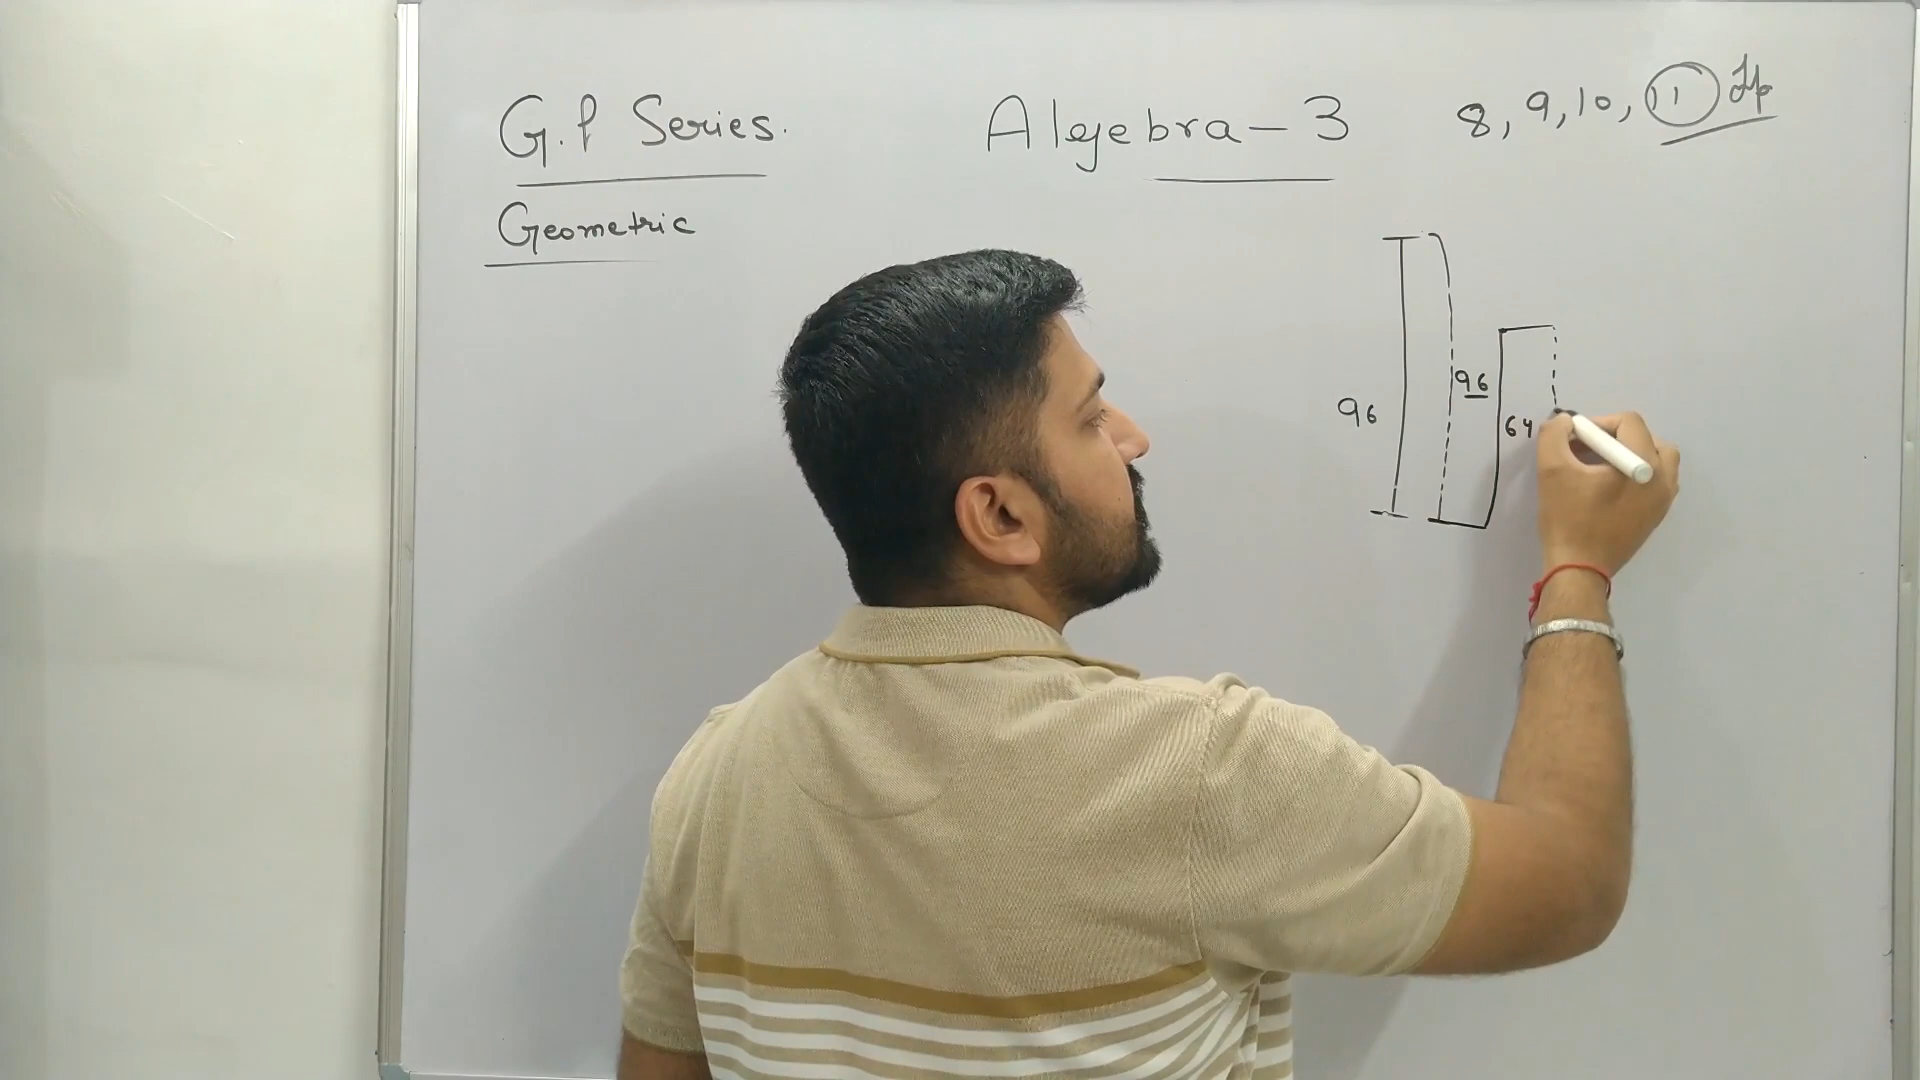 G.P Series.
Algebra - 3
8, 9, 10, 11
Geometric
96
96
64